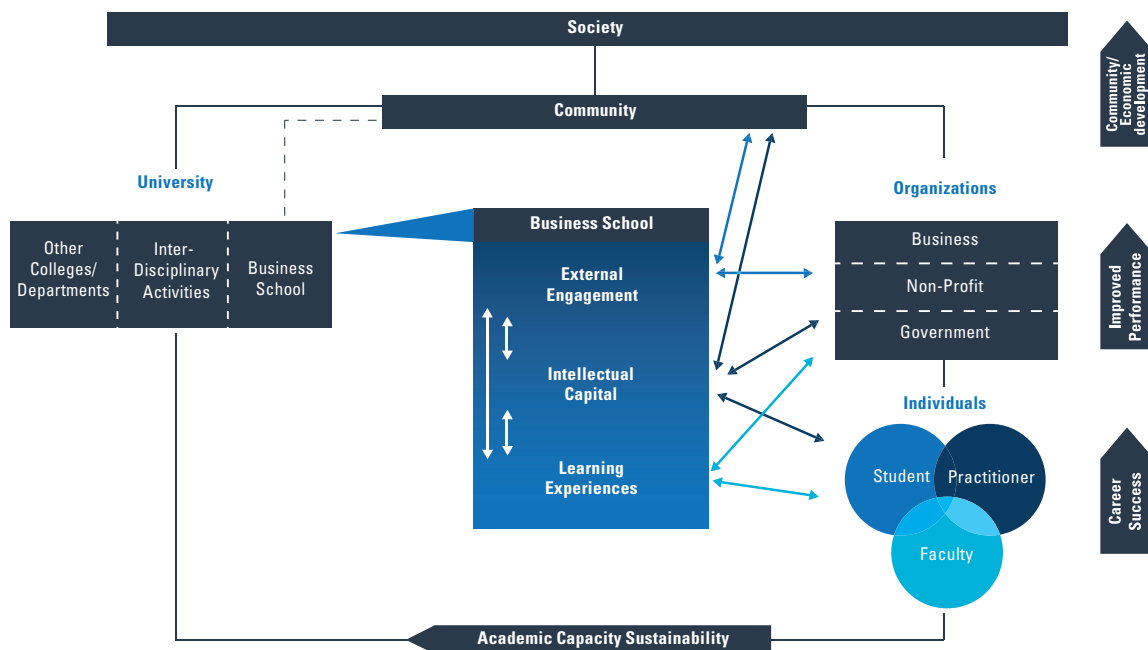 Society
Community
Community/
Economic
development
University
Organizations
Other
Colleges/
Departments
Inter-
Disciplinary
Activities
Business
School
Business School
External
Engagement
Intellectual
Capital
Learning
Experiences
Business
Non-Profit
Government
Improved
Performance
Individuals
Student
Practitioner
Faculty
Career
Success
Academic Capacity Sustainability